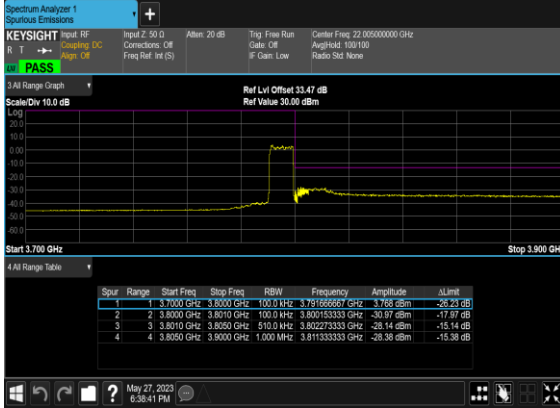 Spectrum Analyzer 1
Spurious Emissions
+
KEYSIGHT Input: RF Input Z: 50 Ω Atten: 20 dB Trig: Free Run Center Freq: 22.005000000 GHz
R T Coupling: DC Corrections: Off Gate: Off Avg|Hold: 100/100
Align: Off Freq Ref: Int (S) IF Gain: Low Radio Std: None
PASS
3 All Range Graph
Ref Lvl Offset 33.47 dB
Scale/Div 10.0 dB Ref Value 30.00 dBm
Log
20.0
10.0
0.00
-10.0
-20.0
-30.0
-40.0
-50.0
-60.0
Start 3.700 GHz Stop 3.900 GH
4 All Range Table
Spur Range Start Freq Stop Freq RBW Frequency Amplitude ΔLimit
1 1 3.7000 GHz 3.8000 GHz 100.0 kHz 3.791666667 GHz 3.768 dBm -26.23 dB
2 2 3.8000 GHz 3.8010 GHz 100.0 kHz 3.800153333 GHz -30.97 dBm -17.97 dB
3 3 3.8010 GHz 3.8050 GHz 510.0 kHz 3.802273333 GHz -28.14 dBm -15.14 dB
4 4 3.8050 GHz 3.9000 GHz 1.000 MHz 3.811333333 GHz -28.38 dBm -15.38 dB
?
May 27, 2023
6:38:41 PM